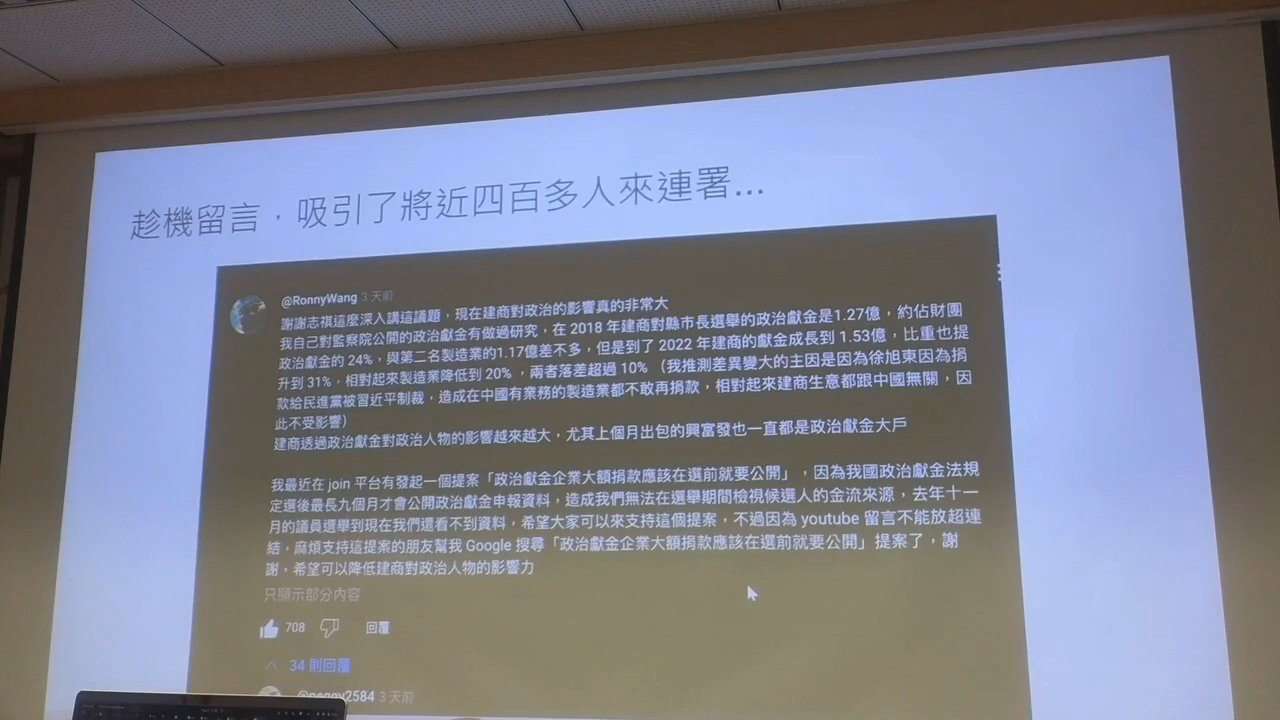 趁機留言，吸引了將近四百多人來連署...
@RonnyWang 3 天前
謝謝志祺這麼深入講這議題，現在建商對政治的影響真的非常大
我自己對監察院公開的政治獻金有做過研究，在 2018 年建商對縣市長選舉的政治獻金是1.27億，約佔財團
政治獻金的 24%，與第二名製造業的1.17億差不多，但是到了 2022 年建商的獻金成長到 1.53億，比重也提
升到 31%，相對起來製造業降低到 20% ，兩者落差超過 10% （我推測差異變大的主因是因為徐旭東因為捐
款給民進黨被習近平制裁，造成在中國有業務的製造業都不敢再捐款，相對起來建商生意都跟中國無關，因
此不受影響）
建商透過政治獻金對政治人物的影響越來越大，尤其上個月出包的興富發也一直都是政治獻金大戶
我最近在 join 平台有發起一個提案「政治獻金企業大額捐款應該在選前就要公開」，因為我國政治獻金法規
定選後最長九個月才會公開政治獻金申報資料，造成我們無法在選舉期間檢視候選人的金流來源，去年十一
月的議員選舉到現在我們還看不到資料，希望大家可以來支持這個提案，不過因為 youtube 留言不能放超連
結，麻煩支持這提案的朋友幫我 Google 搜尋「政治獻金企業大額捐款應該在選前就要公開」提案了，謝
謝，希望可以降低建商對政治人物的影響力
只顯示部分內容
708 回覆
34 則回覆
3 天前